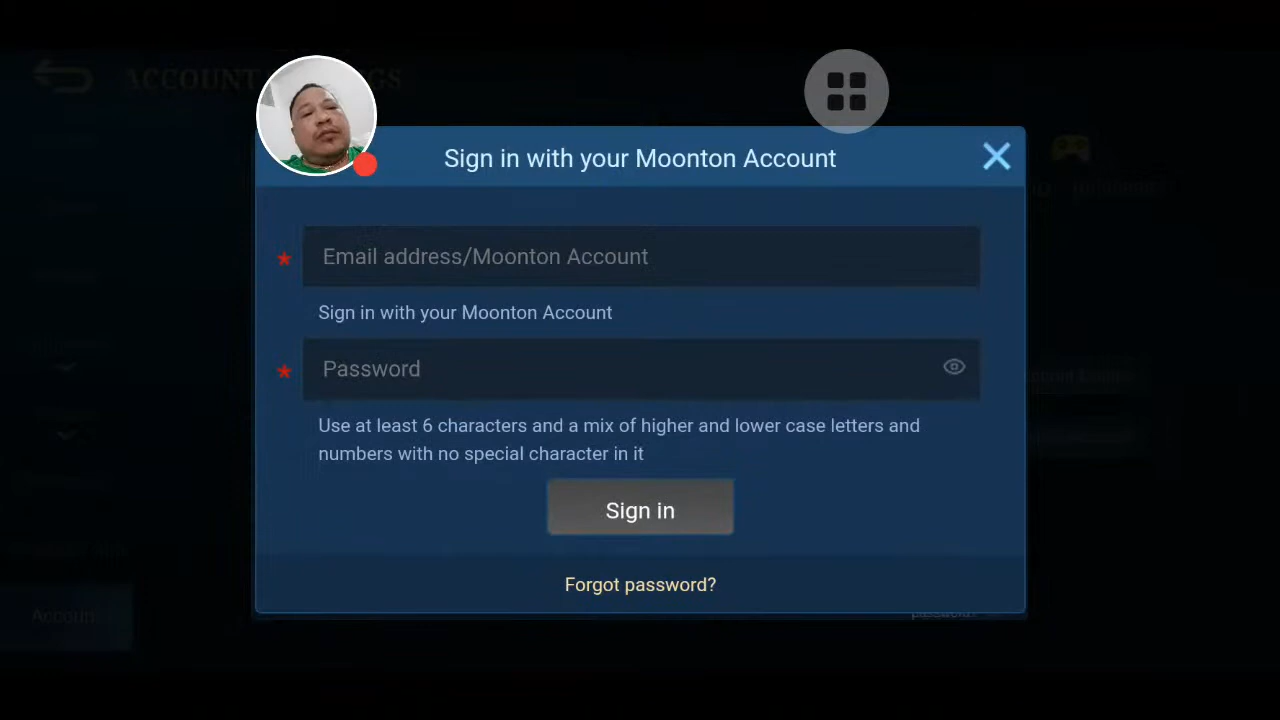 ACCOUNT
Sign in with your Moonton Account
* Email address/Moonton Account
Sign in with your Moonton Account
* Password
Use at least 6 characters and a mix of higher and lower case letters and
numbers with no special character in it
Sign in
Forgot password?
Account